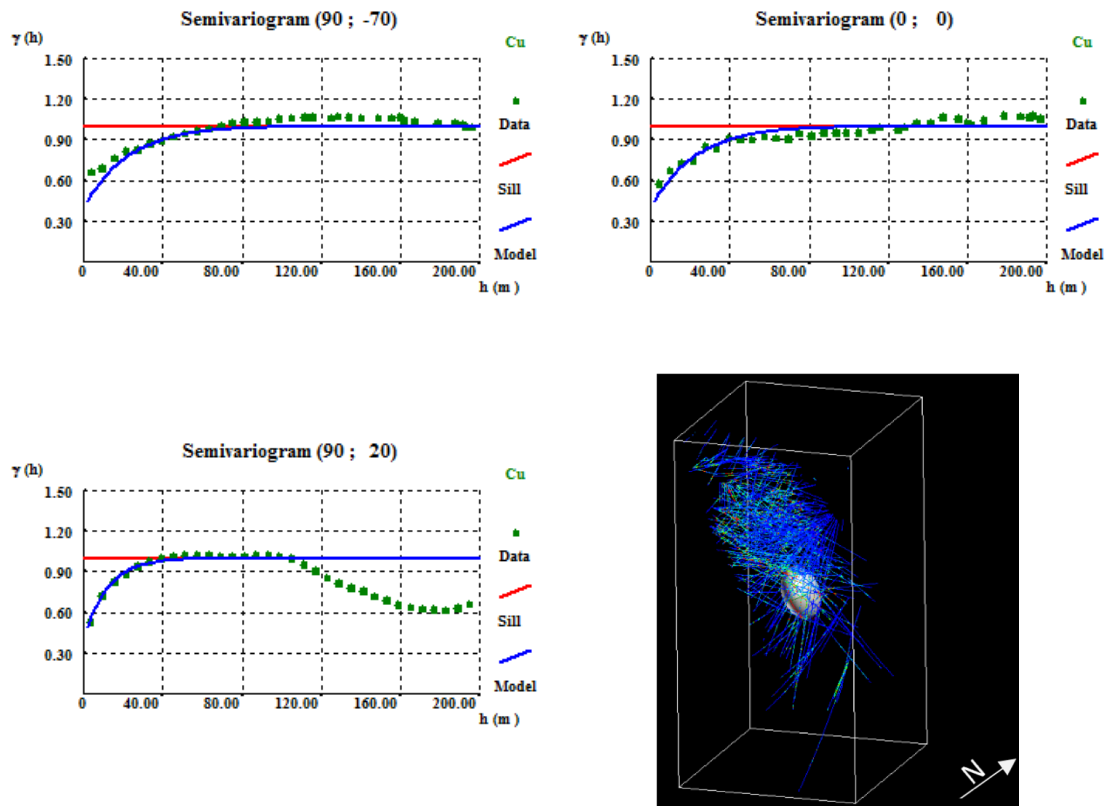 Semivariogram (90 ; -70)
γ (h)
Cu
1.50
1.20
Data
0.90
0.60
Sill
0.30
Model
0 40.00 80.00 120.00 160.00 200.00
h (m )
Semivariogram (0 ; 0)
γ (h)
Cu
1.50
1.20
Data
0.90
0.60
Sill
0.30
Model
0 40.00 80.00 120.00 160.00 200.00
h (m )
Semivariogram (90 ; 20)
γ (h)
Cu
1.50
1.20
Data
0.90
0.60
Sill
0.30
Model
0 40.00 80.00 120.00 160.00 200.00
h (m )
N